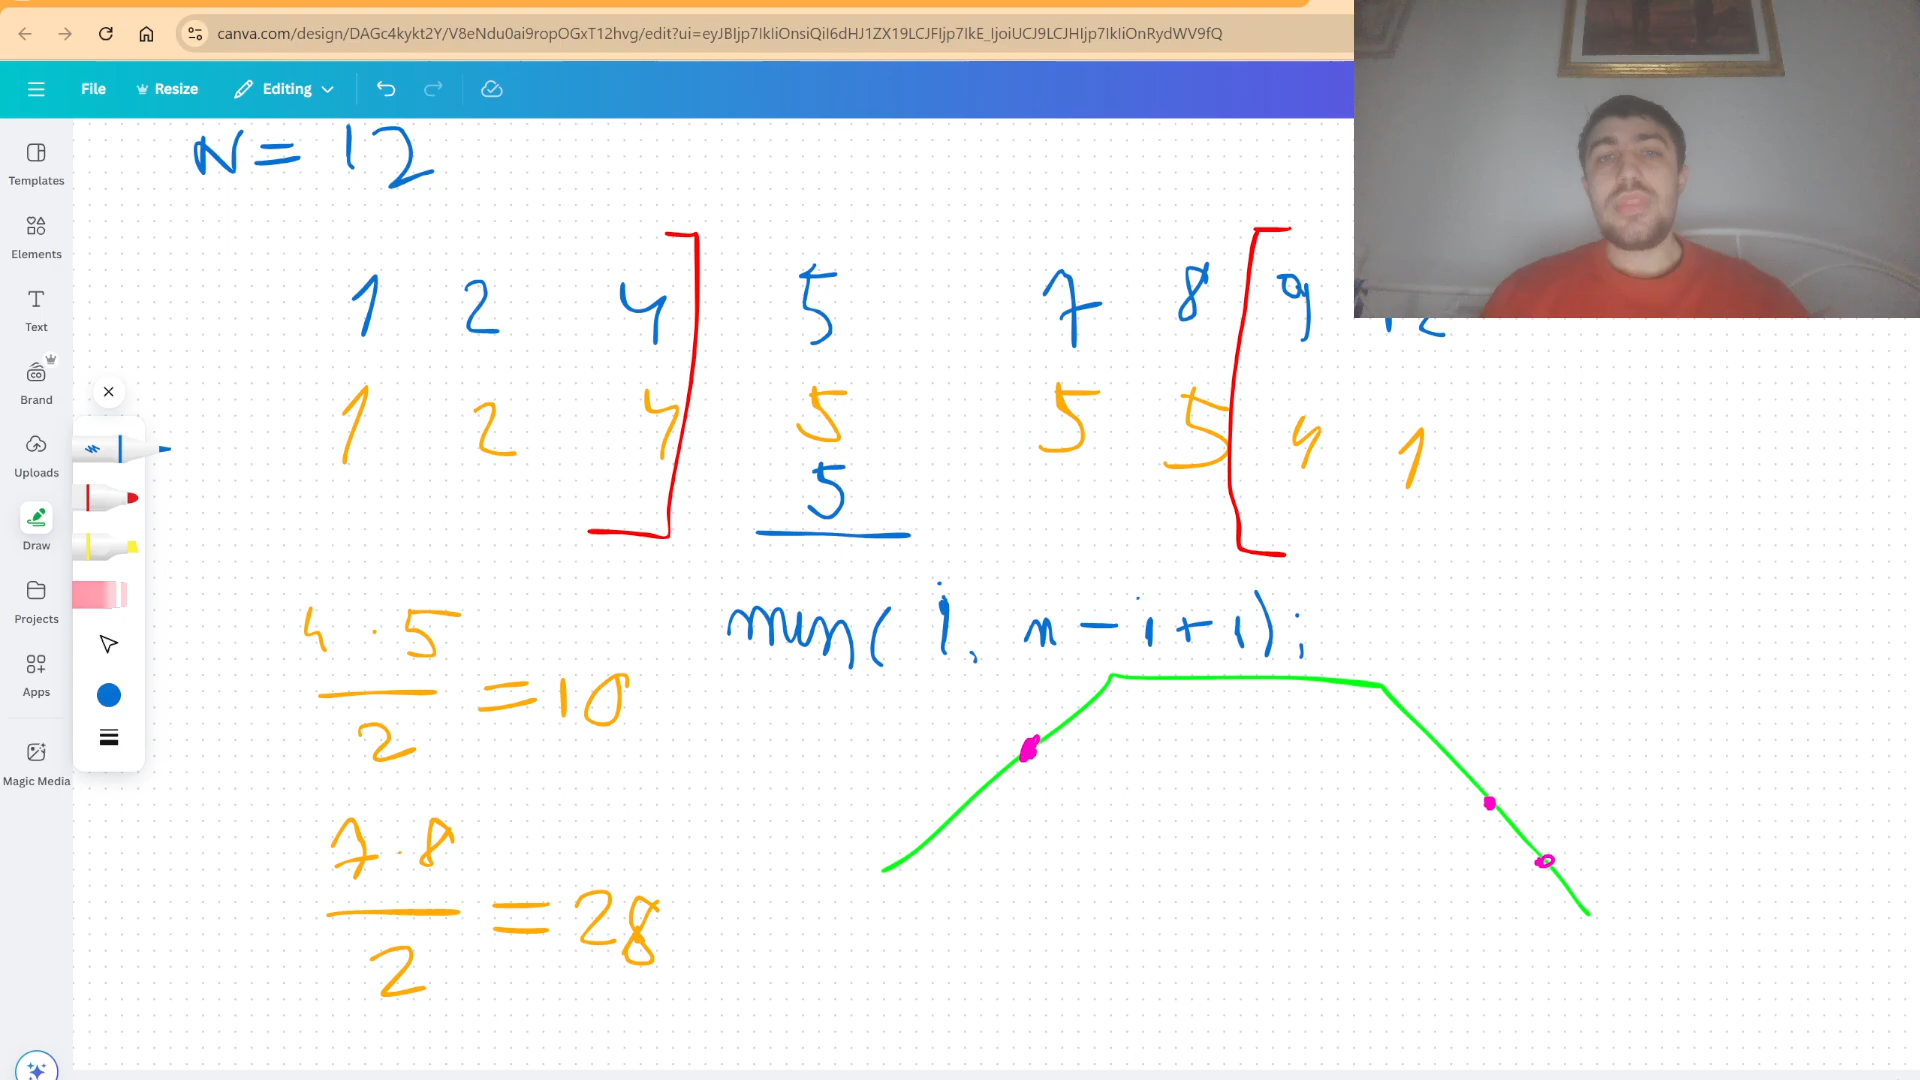 canva.com/design/DAGc4kykt2Y/V8eNdu0ai9ropOGxT12hvg/edit?ui=eyJBIjp7IkIiOnsiQiI6dHJ1ZX19LCJFIjp7IkE_IjoiUCJ9LCJHIjp7IkIiOnRydWV9fQ
File Resize Editing
Templates
Elements
Text
Brand
Uploads
Draw
Projects
Apps
Magic Media
N = 12
1 2 4 5 7 8 9
1 2 4 5 5 5 4 1
5
min( i, n - i + 1);
4 · 5
2
= 10
7 · 8
2
= 28